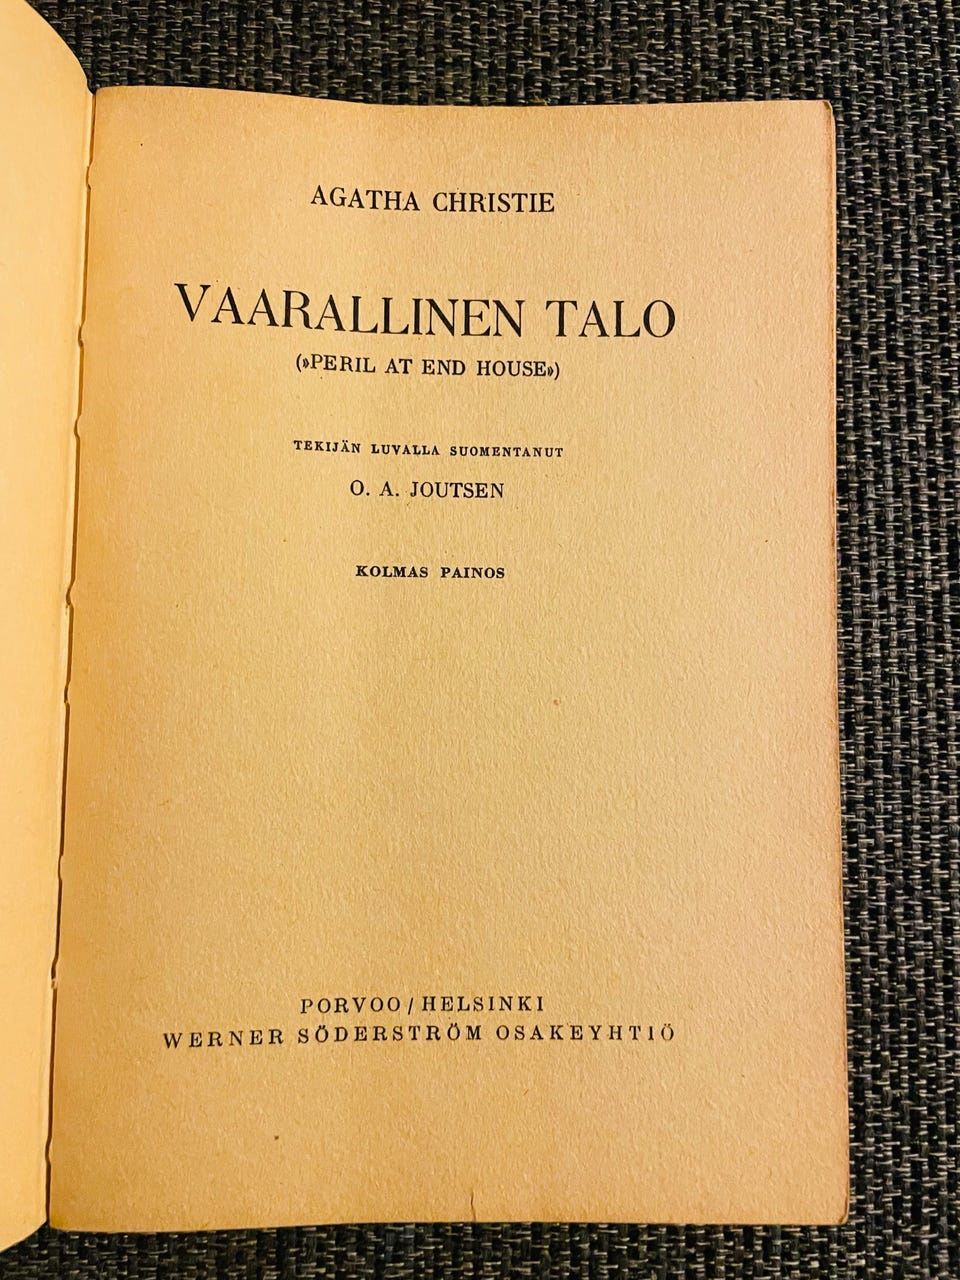 AGATHA CHRISTIE
VAARALLINEN TALO
(»PERIL AT END HOUSE»)
TEKIJÄN LUVALLA SUOMENTANUT
O. A. JOUTSEN
KOLMAS PAINOS
PORVOO / HELSINKI
WERNER SÖDERSTRÖM OSAKEYHTIÖ